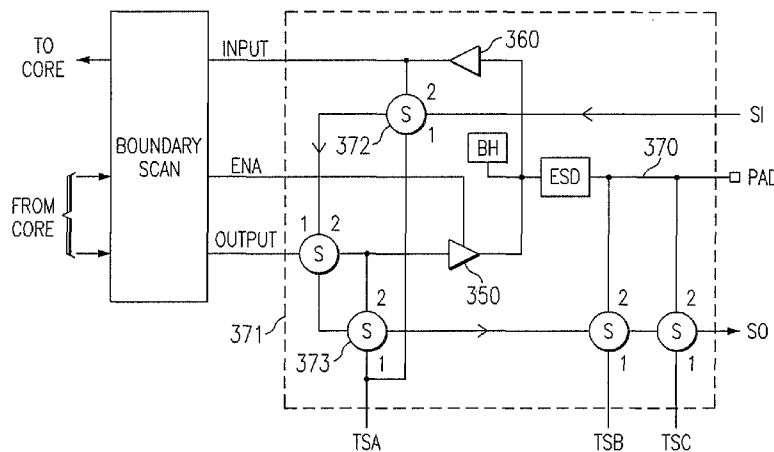 TO
CORE
INPUT
360
2
S
1
372
SI
BOUNDARY
SCAN
BH
370
ENA
ESD
PAD
FROM
CORE
OUTPUT
1 2
S
350
371
2
S
1
373
2
S
1
2
S
1
SO
TSA
TSB
TSC